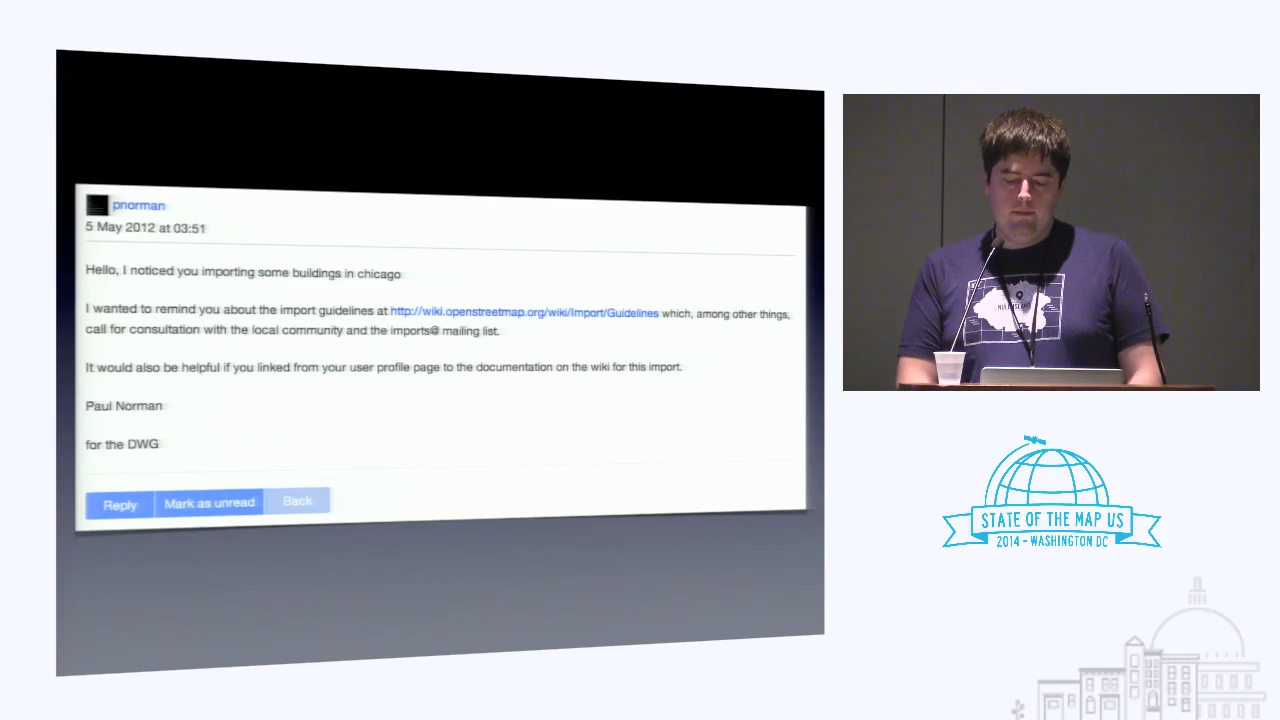 pnorman
5 May 2012 at 03:51
Hello, I noticed you importing some buildings in chicago
I wanted to remind you about the import guidelines at http://wiki.openstreetmap.org/wiki/Import/Guidelines which, among other things,
call for consultation with the local community and the imports@ mailing list.
It would also be helpful if you linked from your user profile page to the documentation on the wiki for this import.
Paul Norman
for the DWG
Reply Mark as unread Back
STATE OF THE MAP US
2014 - WASHINGTON DC